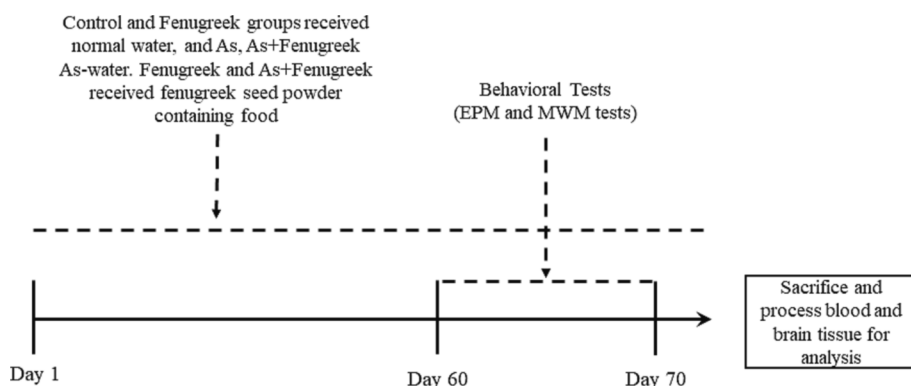 Control and Fenugreek groups received
normal water, and As, As+Fenugreek
As-water. Fenugreek and As+Fenugreek
received fenugreek seed powder
containing food
Behavioral Tests
(EPM and MWM tests)
Sacrifice and
process blood and
brain tissue for
analysis
Day 1
Day 60
Day 70